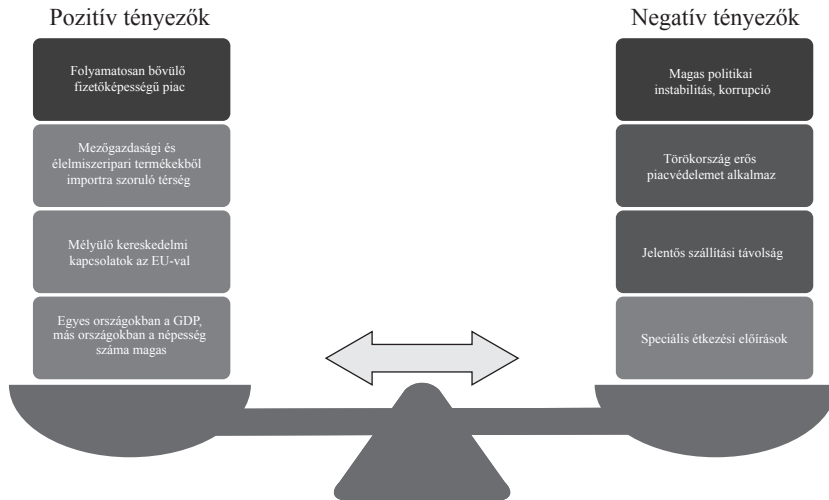 Pozitív tényezők
Folyamatosan bővülő
fizetőképességű piac
Mezőgazdasági és
élelmiszeripari termékekből
importra szoruló térség
Mélyülő kereskedelmi
kapcsolatok az EU-val
Egyes országokban a GDP,
más országokban a népesség
száma magas
Negatív tényezők
Magas politikai
instabilitás, korrupció
Törökország erős
piacvédelemet alkalmaz
Jelentős szállítási távolság
Speciális étkezési előírások